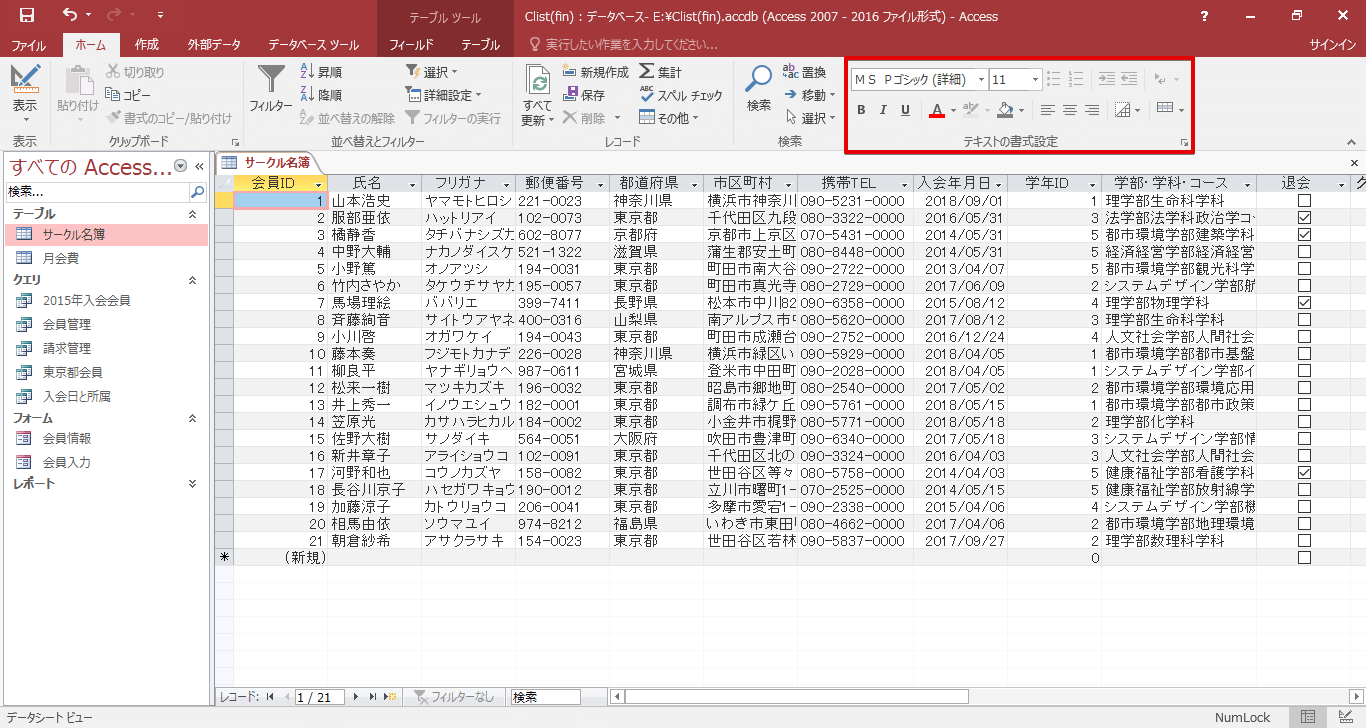 テーブル ツール
Clist(fin) : データベース- E:¥Clist(fin).accdb (Access 2007 - 2016 ファイル形式) - Access
?
ファイル ホーム 作成 外部データ データベース ツール フィールド テーブル 実行したい作業を入力してください... サインイン
表示
表示
貼り付け
切り取り
コピー
書式のコピー/貼り付け
クリップボード
フィルター
昇順
降順
並べ替えの解除
選択
詳細設定
フィルターの実行
並べ替えとフィルター
すべて
更新
新規作成
保存
削除
集計
スペル チェック
その他
レコード
検索
置換
移動
選択
検索
MS Pゴシック (詳細) 11
B I U A
テキストの書式設定
すべての Access...
検索...
テーブル
サークル名簿
月会費
クエリ
2015年入会会員
会員管理
請求管理
東京都会員
入会日と所属
フォーム
会員情報
会員入力
レポート
サークル名簿
会員ID 氏名 フリガナ 郵便番号 都道府県 市区町村 携帯TEL 入会年月日 学年ID 学部・学科・コース 退会 ク
1 山本浩史 ヤマモトヒロシ 221-0023 神奈川県 横浜市神奈川 090-5231-0000 2018/09/01 1 理学部生命科学科
2 服部亜依 ハットリアイ 102-0073 東京都 千代田区九段 080-3322-0000 2016/05/31 3 法学部法学科政治学コ
3 橘静香 タチバナシズカ 602-8077 京都府 京都市上京区 070-5431-0000 2014/05/31 5 都市環境学部建築学科
4 中野大輔 ナカノダイスケ 521-1322 滋賀県 蒲生郡安土町 080-8448-0000 2014/05/31 5 経済経営学部経済経営
5 小野篤 オノアツシ 194-0031 東京都 町田市南大谷 090-2722-0000 2013/04/07 5 都市環境学部観光科学
6 竹内さやか タケウチサヤカ 195-0057 東京都 町田市真光寺 080-2729-0000 2017/06/09 2 システムデザイン学部航
7 馬場理絵 ババリエ 399-7411 長野県 松本市中川82 090-6358-0000 2015/08/12 4 理学部物理学科
8 斉藤絢音 サイトウアヤネ 400-0316 山梨県 南アルプス市 080-5620-0000 2017/08/12 3 理学部生命科学科
9 小川啓 オガワケイ 194-0043 東京都 町田市成瀬台 090-2752-0000 2016/12/24 4 人文社会学部人間社会
10 藤本奏 フジモトカナデ 226-0028 神奈川県 横浜市緑区い 090-5929-0000 2018/04/05 1 都市環境学部都市基盤
11 柳良平 ヤナギリョウヘ 987-0611 宮城県 登米市中田町 090-2028-0000 2018/04/05 1 システムデザイン学部イ
12 松来一樹 マツキカズキ 196-0032 東京都 昭島市郷地町 080-2540-0000 2017/05/02 2 都市環境学部環境応用
13 井上秀一 イノウエシュウ 182-0001 東京都 調布市緑ケ丘 090-5761-0000 2018/05/15 1 都市環境学部都市政策
14 笠原光 カサハラヒカル 184-0002 東京都 小金井市梶野 080-5771-0000 2018/05/18 2 理学部化学科
15 佐野大樹 サノダイキ 564-0051 大阪府 吹田市豊津町 090-6340-0000 2017/05/18 3 システムデザイン学部情
16 新井章子 アライショウコ 102-0091 東京都 千代田区北の 090-3324-0000 2016/04/03 3 人文社会学部人間社会
17 河野和也 コウノカズヤ 158-0082 東京都 世田谷区等々 080-5758-0000 2014/04/03 5 健康福祉学部看護学科
18 長谷川京子 ハセガワキョウ 190-0012 東京都 立川市曙町1- 070-2525-0000 2014/05/15 5 健康福祉学部放射線学
19 加藤涼子 カトウリョウコ 206-0041 東京都 多摩市愛宕1- 090-2338-0000 2015/04/06 4 システムデザイン学部機
20 相馬由依 ソウマユイ 974-8212 福島県 いわき市東田 080-4662-0000 2017/04/06 2 都市環境学部地理環境
21 朝倉紗希 アサクラサキ 154-0023 東京都 世田谷区若林 090-5837-0000 2017/09/27 2 理学部数理科学科
* (新規) 0
レコード: 1 / 21 フィルターなし 検索
データシート ビュー NumLock